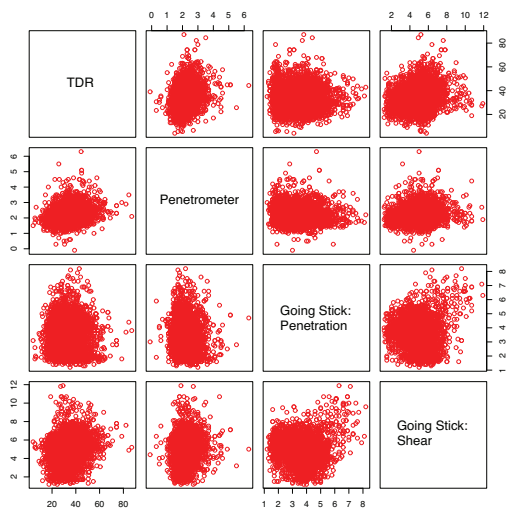 0 1 2 3 4 5 6
2 4 6 8 10 12
TDR
20 40 60 80
0 1 2 3 4 5 6
Penetrometer
Going Stick:
Penetration
1 2 3 4 5 6 7 8
2 4 6 8 10 12
Going Stick:
Shear
20 40 60 80
1 2 3 4 5 6 7 8